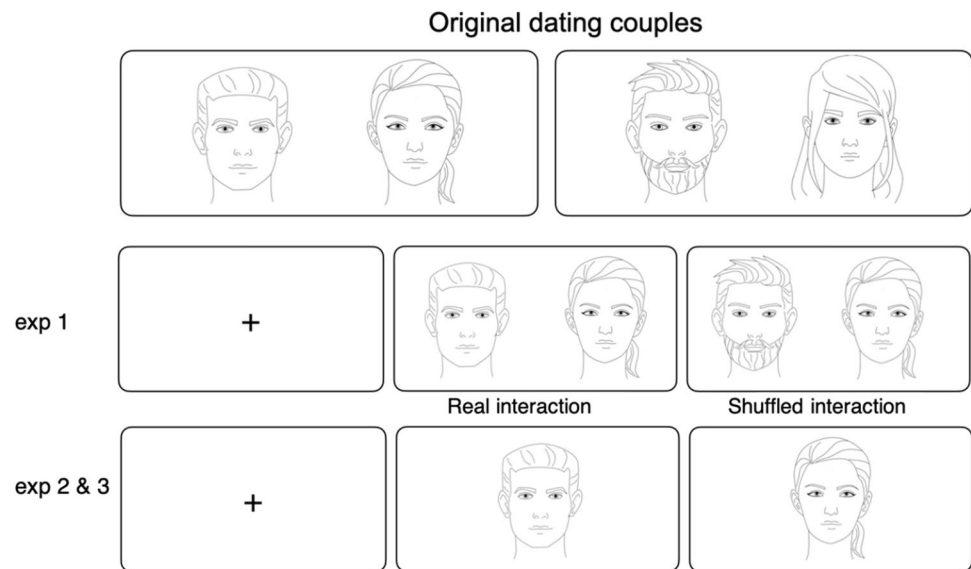 Original dating couples
exp 1
+
Real interaction
Shuffled interaction
exp 2 & 3
+